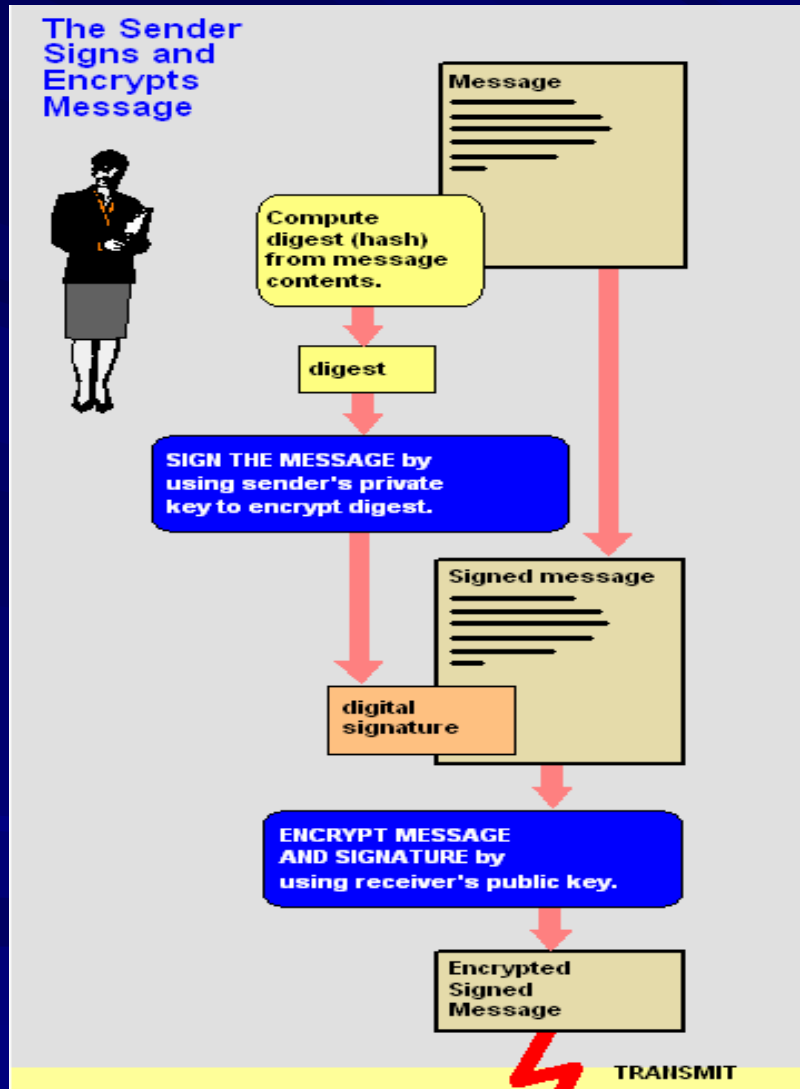 The Sender
Signs and
Encrypts
Message
Message
Compute
digest (hash)
from message
contents.
digest
SIGN THE MESSAGE by
using sender's private
key to encrypt digest.
Signed message
digital
signature
ENCRYPT MESSAGE
AND SIGNATURE by
using receiver's public key.
Encrypted
Signed
Message
TRANSMIT